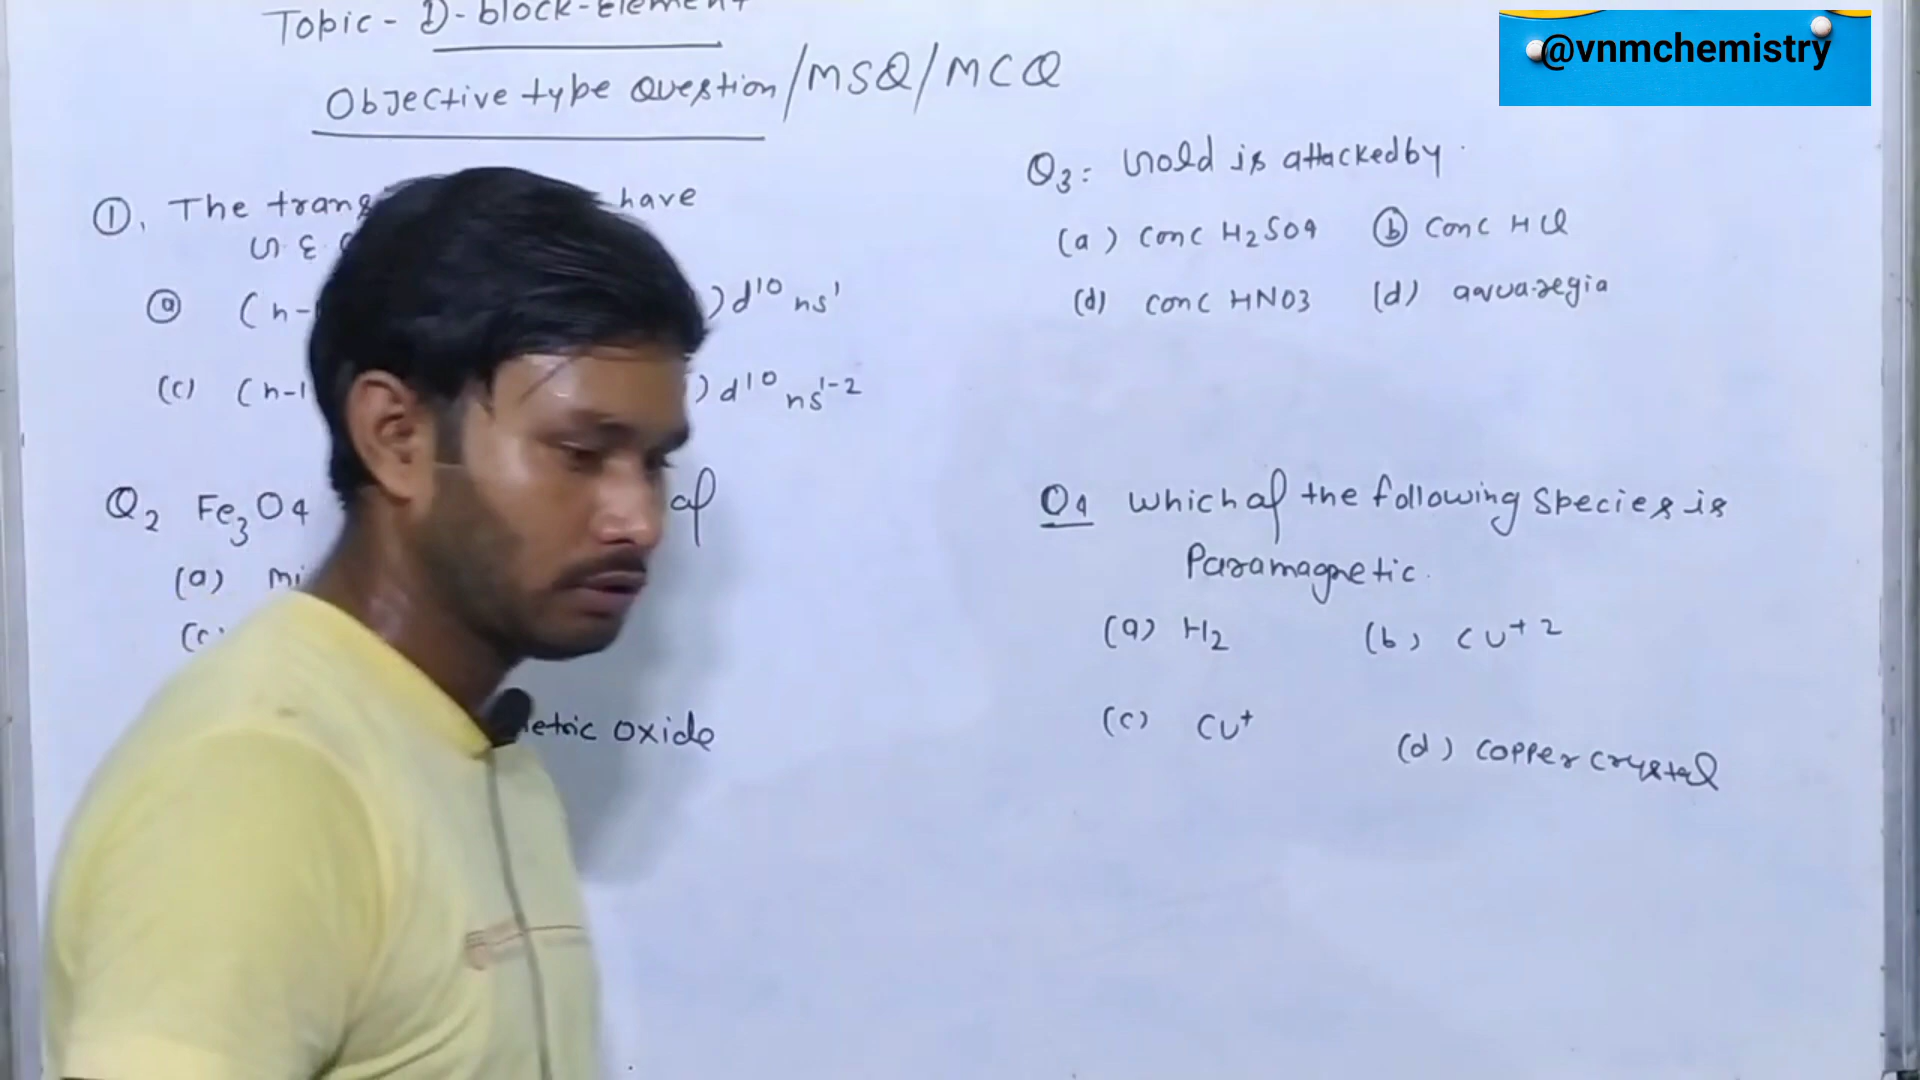 Topic - D-block-element
Objective type Question/MSQ/MCQ
①. The have
G.E.
ⓐ (n- )d¹⁰ ns¹
(c) (n-1 )d¹⁰ ns¹⁻²
Q2 Fe3O4 of
(a)
(c)
oxide
@vnmchemistry
Q3: Gold is attacked by.
(a) conc H2SO4 ⓑ conc HCl
(d) conc HNO3 (d) aqua-regia
Q4 which of the following species is
Paramagnetic.
(a) H2 (b) Cu⁺²
(c) Cu⁺
(d) copper crystal